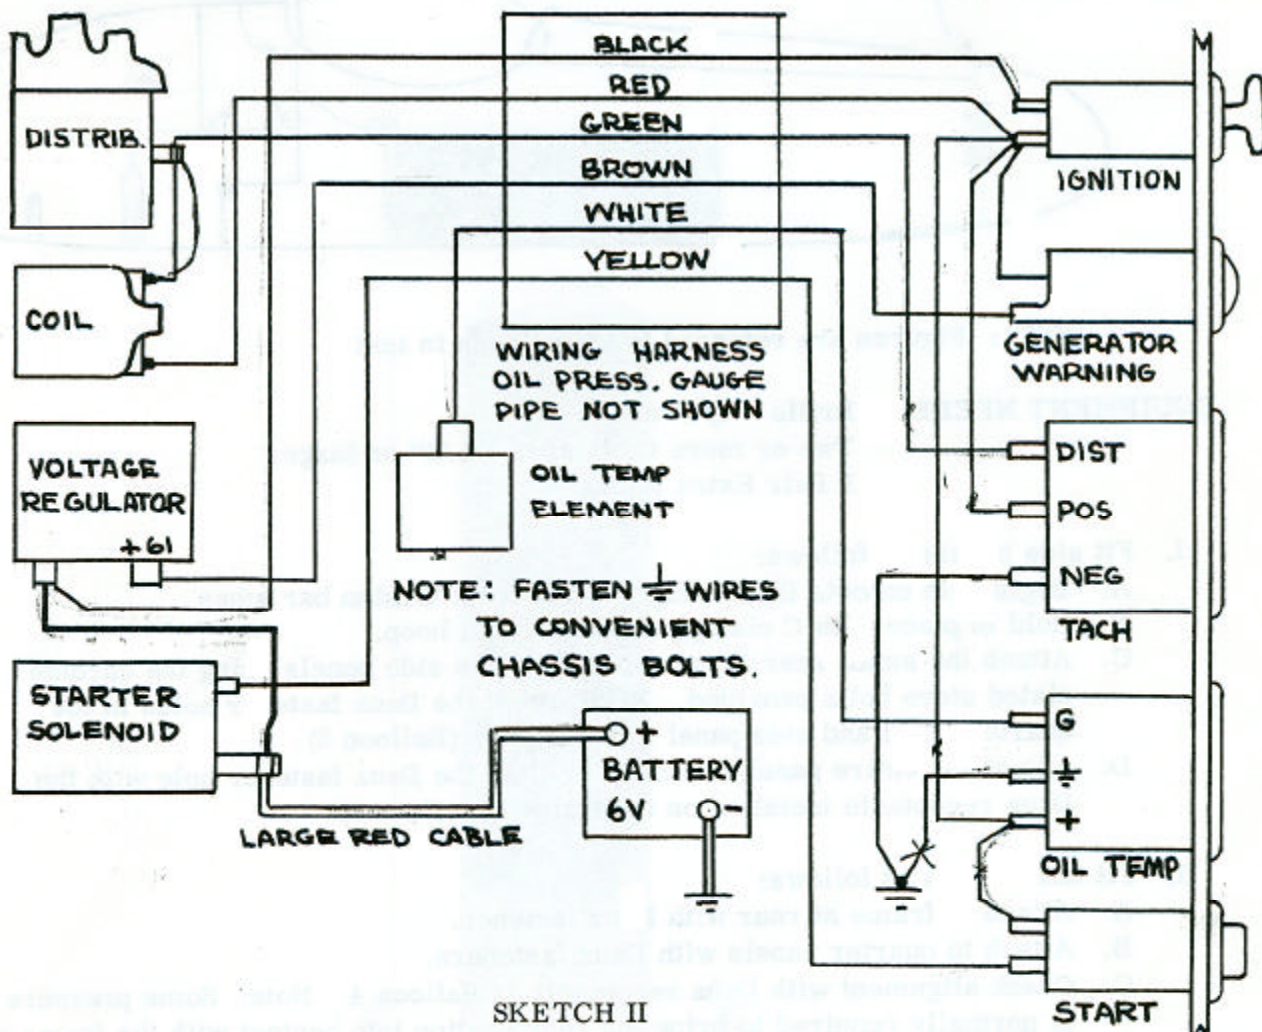 BLACK
RED
GREEN
BROWN
WHITE
YELLOW
DISTRIB.
COIL
VOLTAGE
REGULATOR
+61
STARTER
SOLENOID
WIRING HARNESS
OIL PRESS. GAUGE
PIPE NOT SHOWN
OIL TEMP
ELEMENT
NOTE: FASTEN ⏚ WIRES
TO CONVENIENT
CHASSIS BOLTS.
+
BATTERY
6V -
LARGE RED CABLE
IGNITION
GENERATOR
WARNING
DIST
POS
NEG
TACH
G
⏚
+
OIL TEMP
START
SKETCH II